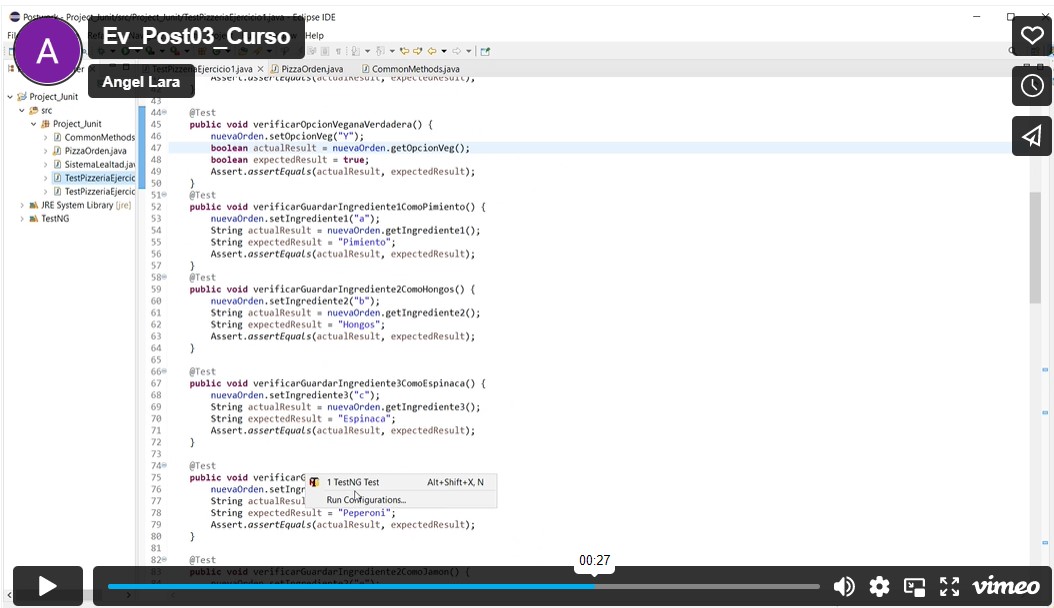 Project_Junit/src/Project_Junit/TestPizzeriaEjercicio1.java - Eclipse IDE
Help
A
Ev_Post03_Curso
Angel Lara
Ejercicio1.java
PizzaOrden.java
CommonMethods.java
Project_Junit
src
Project_Junit
CommonMethods
PizzaOrden.java
SistemaLealtad.jav
TestPizzeriaEjercic
TestPizzeriaEjercic
JRE System Library [jre]
TestNG
Assert.assertEquals(actualResult, expectedResult);
43
44 @Test
45 public void verificarOpcionVeganaVerdadera() {
46 nuevaOrden.setOpcionVeg("Y");
47 boolean actualResult = nuevaOrden.getOpcionVeg();
48 boolean expectedResult = true;
49 Assert.assertEquals(actualResult, expectedResult);
50 }
51 @Test
52 public void verificarGuardarIngrediente1ComoPimiento() {
53 nuevaOrden.setIngrediente1("a");
54 String actualResult = nuevaOrden.getIngrediente1();
55 String expectedResult = "Pimiento";
56 Assert.assertEquals(actualResult, expectedResult);
57 }
58 @Test
59 public void verificarGuardarIngrediente2ComoHongos() {
60 nuevaOrden.setIngrediente2("b");
61 String actualResult = nuevaOrden.getIngrediente2();
62 String expectedResult = "Hongos";
63 Assert.assertEquals(actualResult, expectedResult);
64 }
65
66 @Test
67 public void verificarGuardarIngrediente3ComoEspinaca() {
68 nuevaOrden.setIngrediente3("c");
69 String actualResult = nuevaOrden.getIngrediente3();
70 String expectedResult = "Espinaca";
71 Assert.assertEquals(actualResult, expectedResult);
72 }
73
74 @Test
75 public void verificarG
76 nuevaOrden.setIngr
77 String actualResul
78 String expectedResult = "Peperoni";
79 Assert.assertEquals(actualResult, expectedResult);
80 }
81
82 @Test
83 public void verificarGuardarIngrediente2ComoJamon() {
1 TestNG Test Alt+Shift+X, N
Run Configurations...
00:27
vimeo